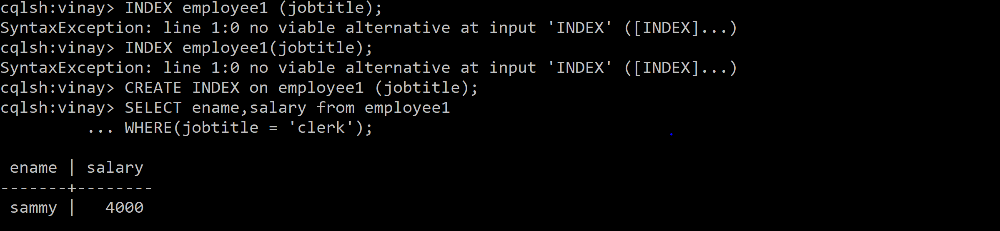 cqlsh:vinay> INDEX employee1 (jobtitle);
SyntaxException: line 1:0 no viable alternative at input 'INDEX' ([INDEX]...)
cqlsh:vinay> INDEX employee1(jobtitle);
SyntaxException: line 1:0 no viable alternative at input 'INDEX' ([INDEX]...)
cqlsh:vinay> CREATE INDEX on employee1 (jobtitle);
cqlsh:vinay> SELECT ename,salary from employee1
         ... WHERE(jobtitle = 'clerk');

 ename | salary
-------+--------
 sammy |   4000